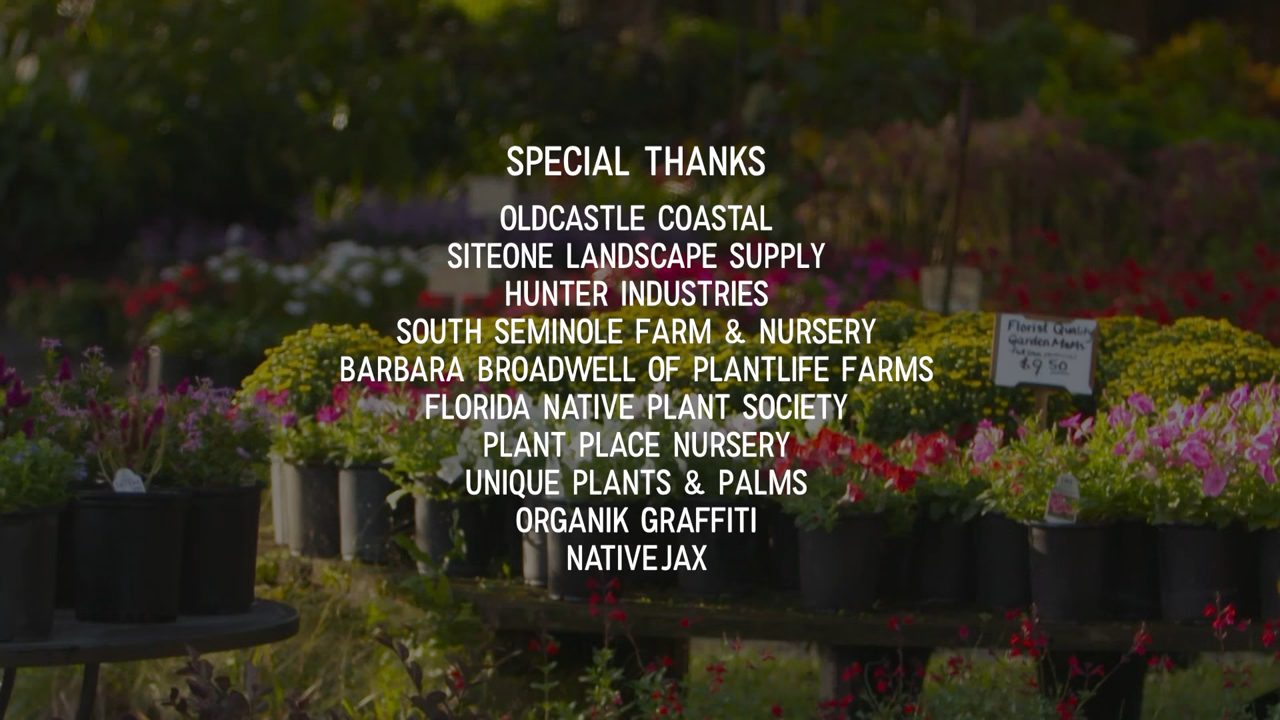 SPECIAL THANKS
OLDCASTLE COASTAL
SITEONE LANDSCAPE SUPPLY
HUNTER INDUSTRIES
SOUTH SEMINOLE FARM & NURSERY
BARBARA BROADWELL OF PLANTLIFE FARMS
FLORIDA NATIVE PLANT SOCIETY
PLANT PLACE NURSERY
UNIQUE PLANTS & PALMS
ORGANIK GRAFFITI
NATIVEJAX
Florist Quality
Garden Mums
$9.50